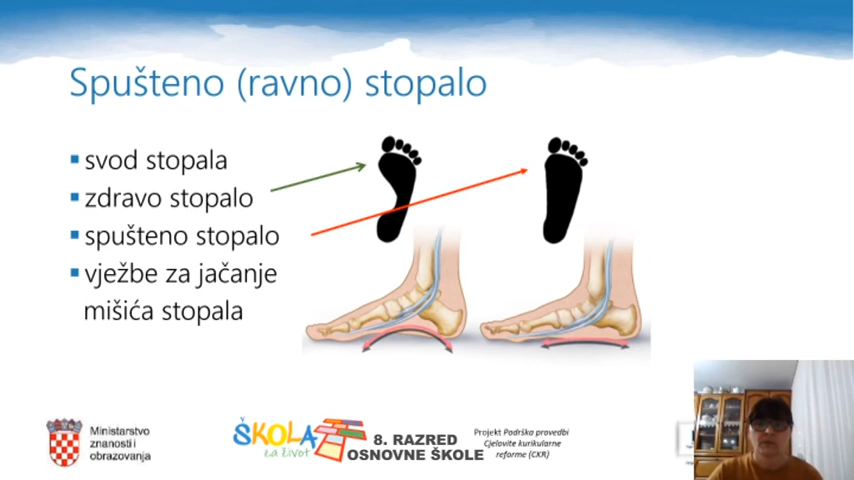 Spušteno (ravno) stopalo
svod stopala
zdravo stopalo
spušteno stopalo
vježbe za jačanje
mišića stopala
Ministarstvo
znanosti i
obrazovanja
ŠKOLA
za život
8. RAZRED
OSNOVNE ŠKOLE
Projekt Podrška provedbi
Cjelovite kurikularne
reforme (CKR)